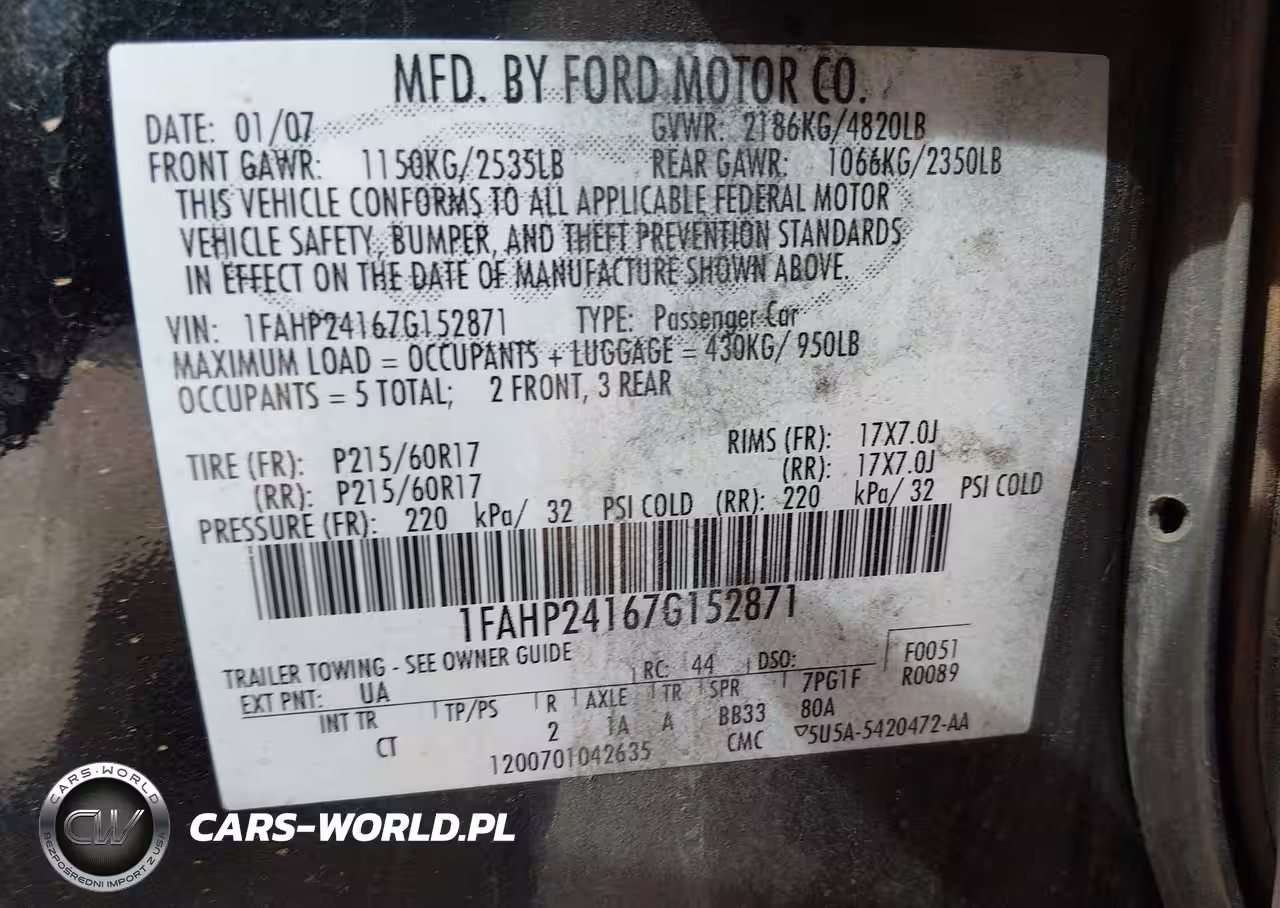 MFD. BY FORD MOTOR CO.
DATE: 01/07 GVWR: 2186KG/4820LB
FRONT GAWR: 1150KG/2535LB REAR GAWR: 1066KG/2350LB
THIS VEHICLE CONFORMS TO ALL APPLICABLE FEDERAL MOTOR
VEHICLE SAFETY, BUMPER, AND THEFT PREVENTION STANDARDS
IN EFFECT ON THE DATE OF MANUFACTURE SHOWN ABOVE.
VIN: 1FAHP24167G152871 TYPE: Passenger Car
MAXIMUM LOAD = OCCUPANTS + LUGGAGE = 430KG/ 950LB
OCCUPANTS = 5 TOTAL; 2 FRONT, 3 REAR
TIRE (FR): P215/60R17 RIMS (FR): 17X7.0J
(RR): P215/60R17 (RR): 17X7.0J
PRESSURE (FR): 220 kPa/ 32 PSI COLD (RR): 220 kPa/ 32 PSI COLD
1FAHP24167G152871
TRAILER TOWING - SEE OWNER GUIDE
EXT PNT: UA RC: 44 DSO: F0051
R0089
INT TR TP/PS R AXLE TR SPR 7PG1F
CT 2 1A A BB33 80A
1200701042635 CMC ▽5U5A-5420472-AA
CARS-WORLD
CW
BEZPOŚREDNI IMPORT Z USA
CARS-WORLD.PL